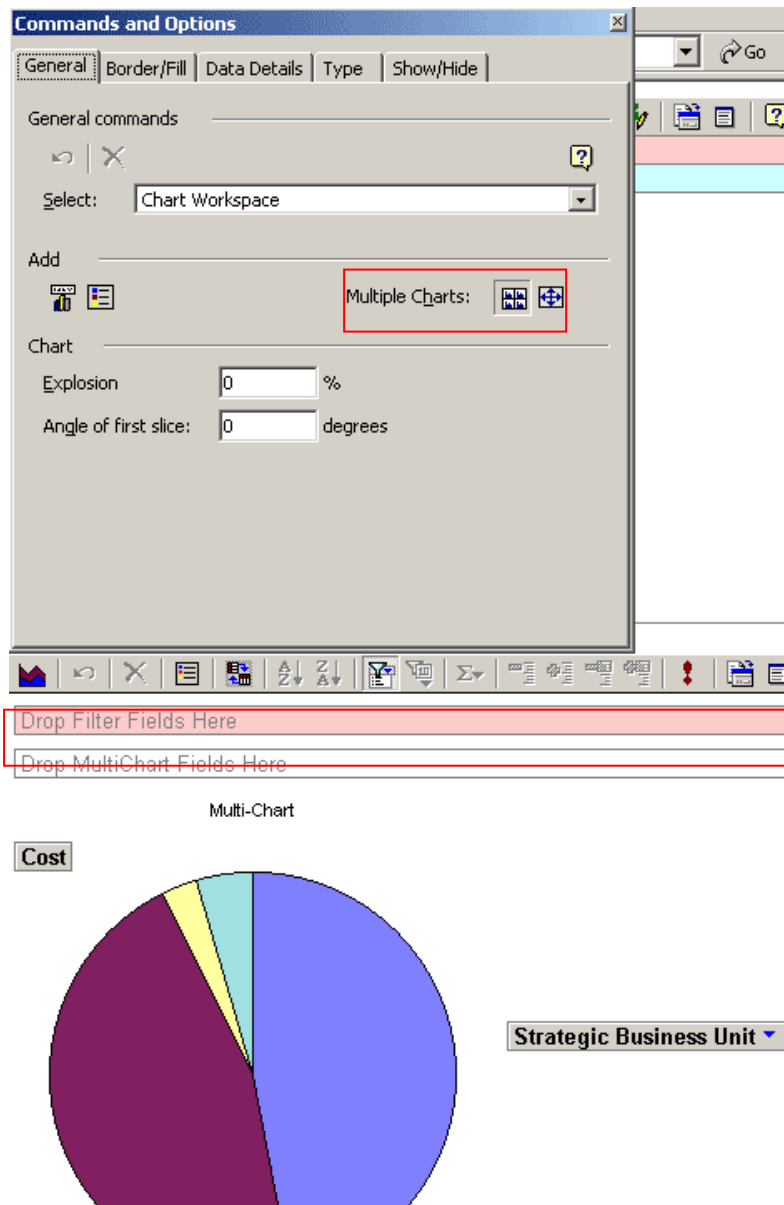 Commands and Options
General Border/Fill Data Details Type Show/Hide
Go
General commands
Select: Chart Workspace
Add
Multiple Charts:
Chart
Explosion 0 %
Angle of first slice: 0 degrees
Drop Filter Fields Here
Drop MultiChart Fields Here
Multi-Chart
Cost
Strategic Business Unit